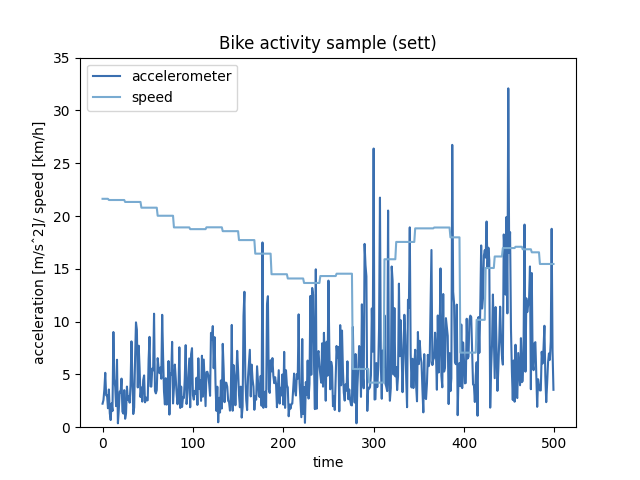 Bike activity sample (sett)
accelerometer
speed
acceleration [m/s^2]/ speed [km/h]
35
30
25
20
15
10
5
0
0 100 200 300 400 500
time